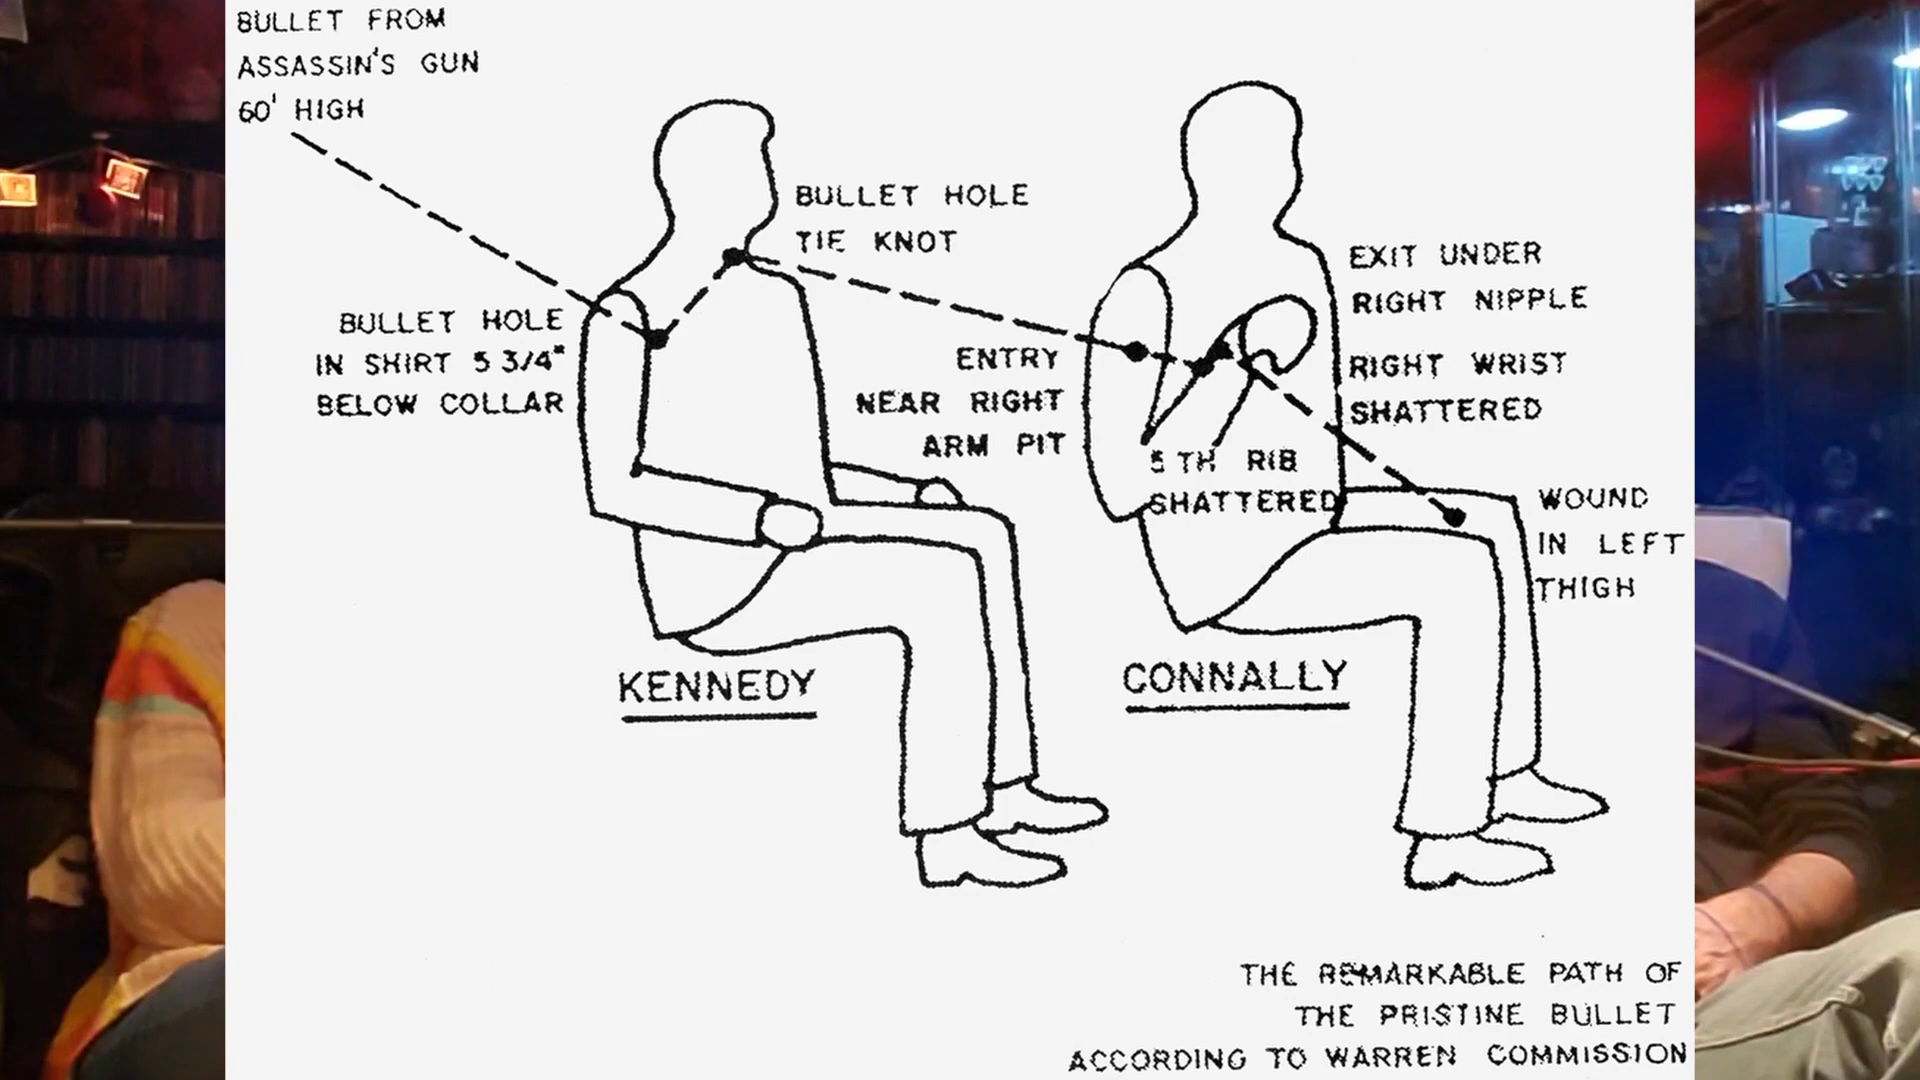 BULLET FROM
ASSASSIN'S GUN
60' HIGH
BULLET HOLE
TIE KNOT
BULLET HOLE
IN SHIRT 5 3/4"
BELOW COLLAR
ENTRY
NEAR RIGHT
ARM PIT
EXIT UNDER
RIGHT NIPPLE
RIGHT WRIST
SHATTERED
5 TH RIB
SHATTERED
WOUND
IN LEFT
THIGH
KENNEDY
CONNALLY
THE REMARKABLE PATH OF
THE PRISTINE BULLET
ACCORDING TO WARREN COMMISSION